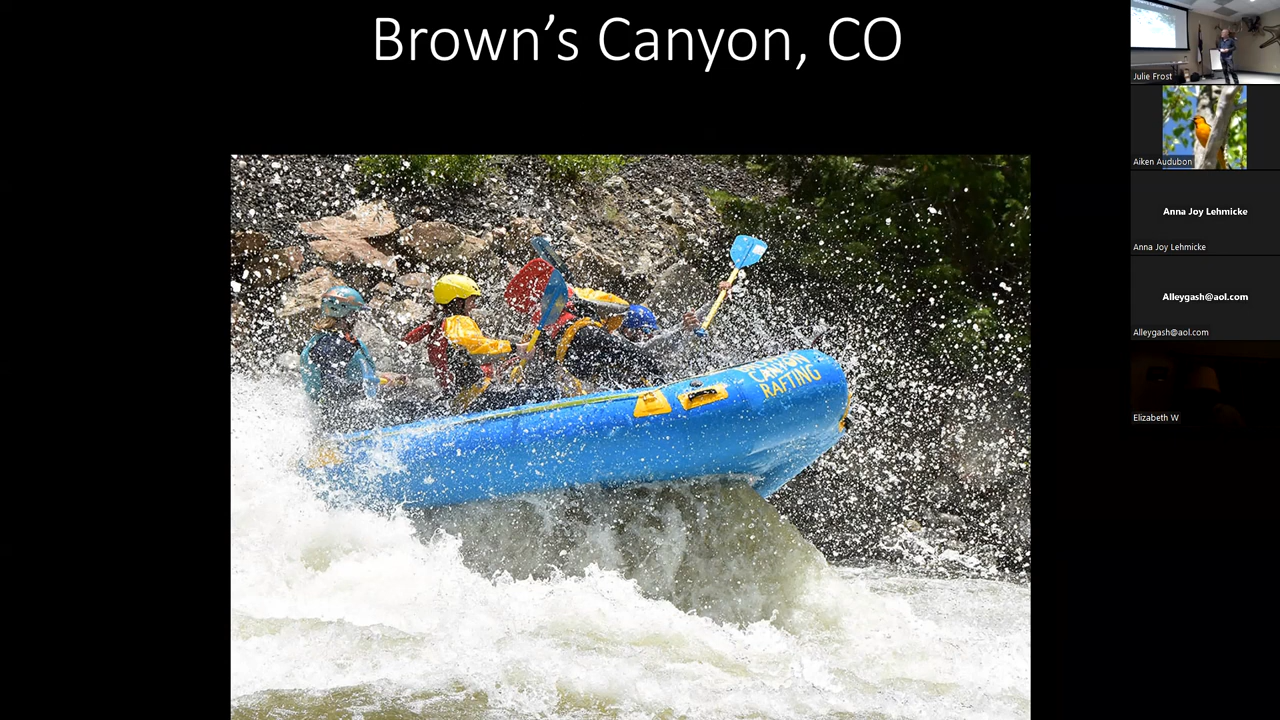 Brown's Canyon, CO
CANYON
RAFTING
Julie Frost
Aiken Audubon
Anna Joy Lehmicke
Anna Joy Lehmicke
Alleygash@aol.com
Alleygash@aol.com
Elizabeth W